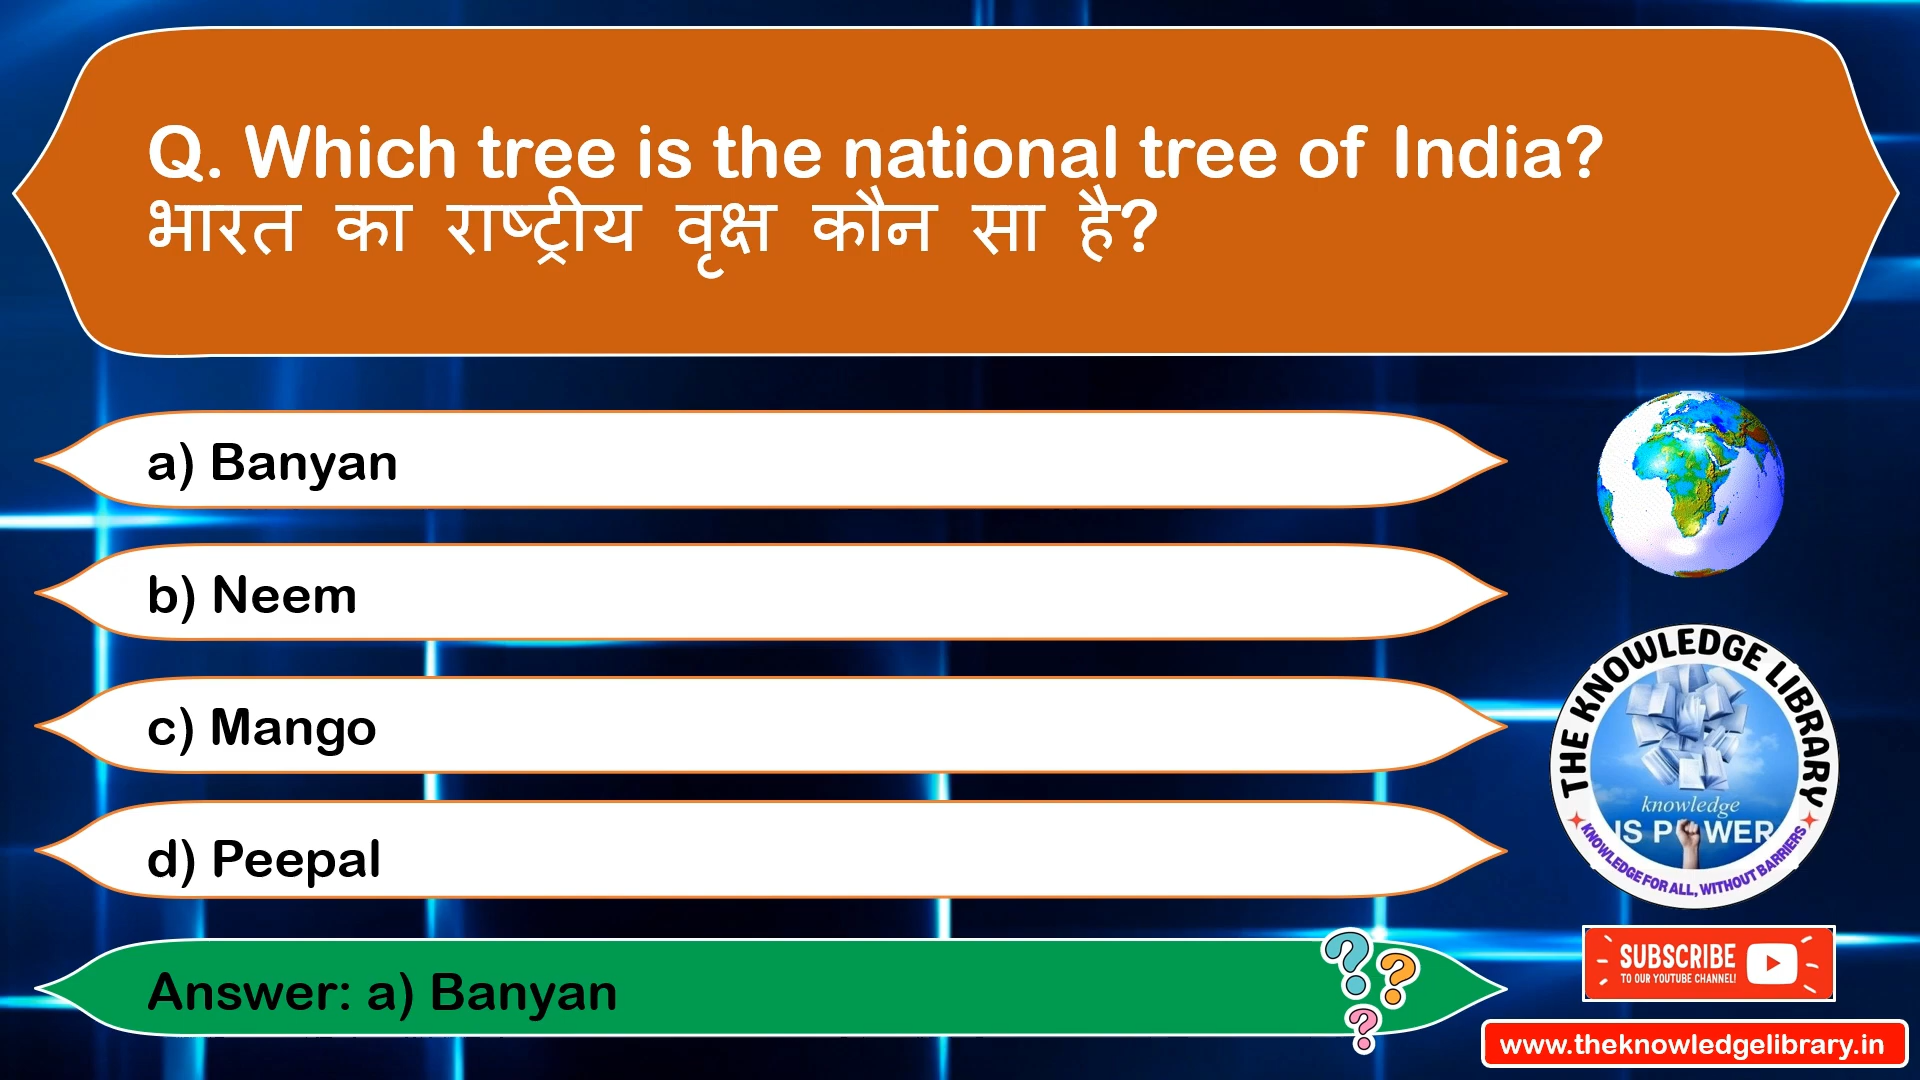 Q. Which tree is the national tree of India?
भारत का राष्ट्रीय वृक्ष कौन सा है?
a) Banyan
b) Neem
c) Mango
d) Peepal
Answer: a) Banyan
? ? ?
THE KNOWLEDGE LIBRARY
knowledge
IS POWER
KNOWLEDGE FOR ALL, WITHOUT BARRIERS
SUBSCRIBE
TO OUR YOUTUBE CHANNEL!
www.theknowledgelibrary.in